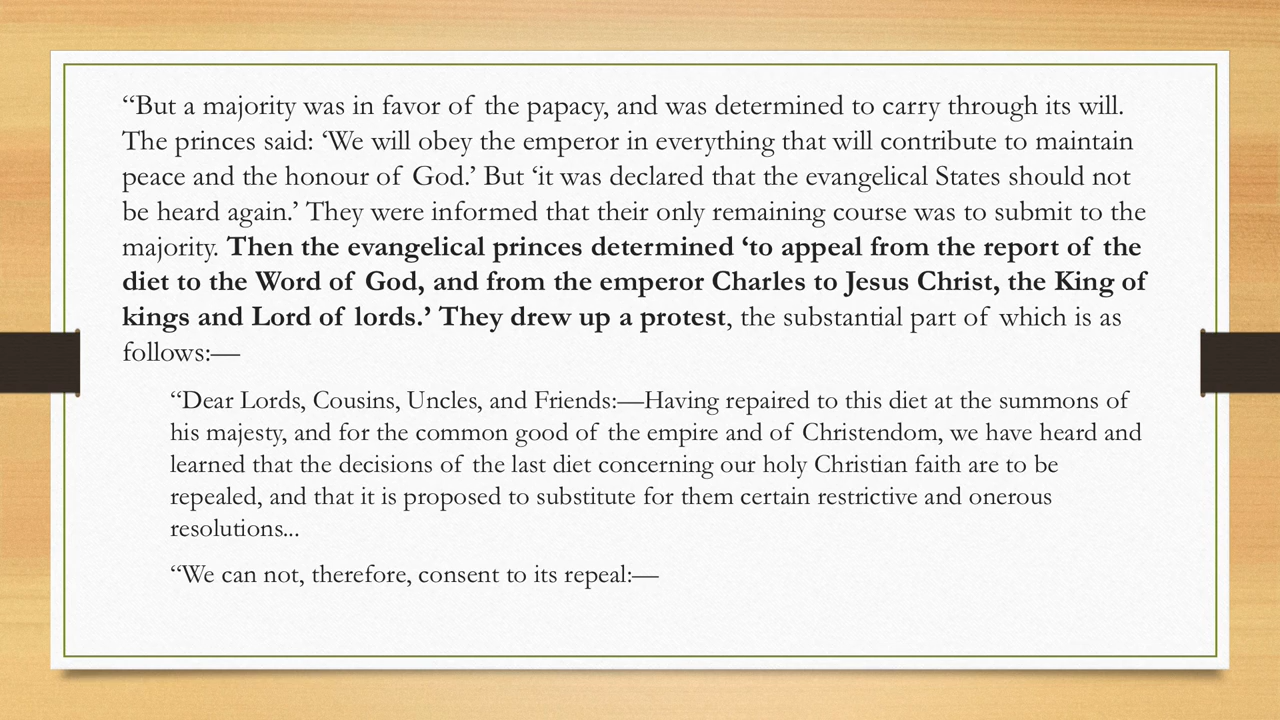 “But a majority was in favor of the papacy, and was determined to carry through its will.
The princes said: ‘We will obey the emperor in everything that will contribute to maintain
peace and the honour of God.’ But ‘it was declared that the evangelical States should not
be heard again.’ They were informed that their only remaining course was to submit to the
majority. Then the evangelical princes determined ‘to appeal from the report of the
diet to the Word of God, and from the emperor Charles to Jesus Christ, the King of
kings and Lord of lords.’ They drew up a protest, the substantial part of which is as
follows:—
“Dear Lords, Cousins, Uncles, and Friends:—Having repaired to this diet at the summons of
his majesty, and for the common good of the empire and of Christendom, we have heard and
learned that the decisions of the last diet concerning our holy Christian faith are to be
repealed, and that it is proposed to substitute for them certain restrictive and onerous
resolutions...
“We can not, therefore, consent to its repeal:—